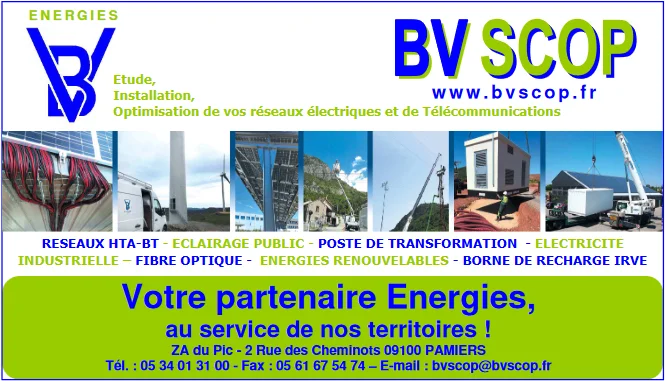 ENERGIES
BV
BV SCOP
www.bvscop.fr
Etude,
Installation,
Optimisation de vos réseaux électriques et de Télécommunications
RESEAUX HTA-BT - ECLAIRAGE PUBLIC - POSTE DE TRANSFORMATION - ELECTRICITE
INDUSTRIELLE – FIBRE OPTIQUE - ENERGIES RENOUVELABLES - BORNE DE RECHARGE IRVE
Votre partenaire Energies,
au service de nos territoires !
ZA du Pic - 2 Rue des Cheminots 09100 PAMIERS
Tél. : 05 34 01 31 00 - Fax : 05 61 67 54 74 – E-mail : bvscop@bvscop.fr